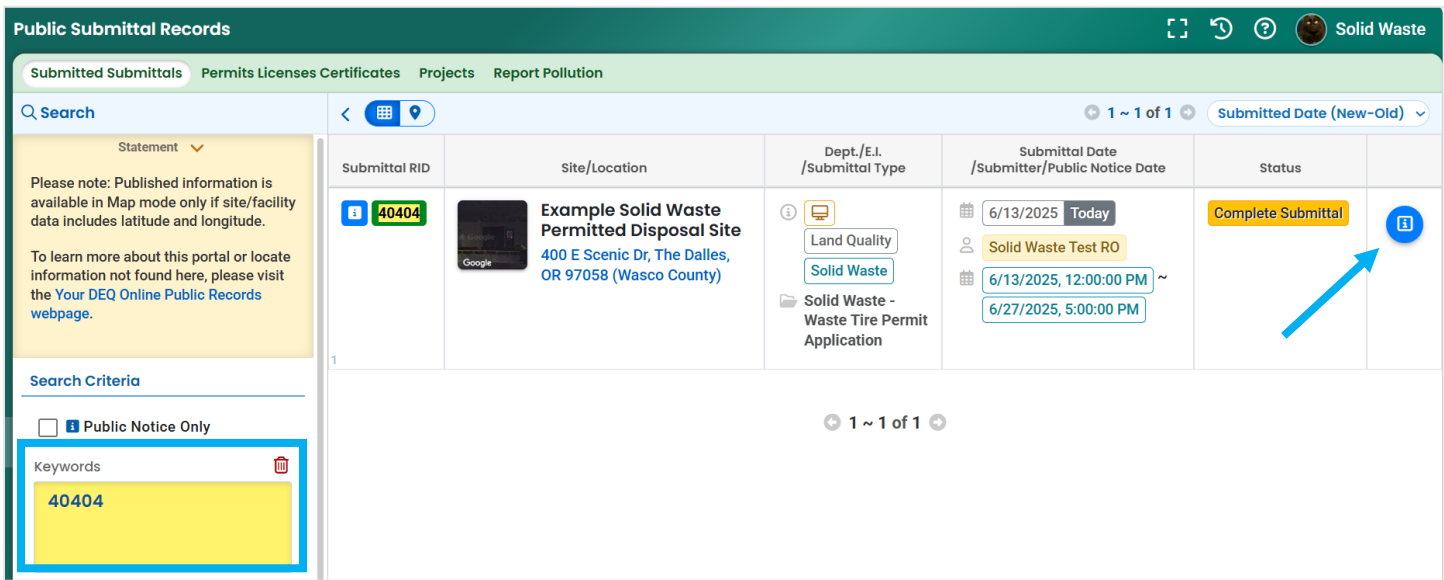 Public Submittal Records
Solid Waste
Submitted Submittals
Permits Licenses Certificates
Projects
Report Pollution
Search
1 ~ 1 of 1
Submitted Date (New-Old)
Statement
Please note: Published information is
available in Map mode only if site/facility
data includes latitude and longitude.
To learn more about this portal or locate
information not found here, please visit
the Your DEQ Online Public Records
webpage.
Search Criteria
Public Notice Only
Keywords
40404
Submittal RID
Site/Location
Dept./E.I.
/Submittal Type
Submittal Date
/Submitter/Public Notice Date
Status
40404
1
Google
Example Solid Waste
Permitted Disposal Site
400 E Scenic Dr, The Dalles,
OR 97058 (Wasco County)
Land Quality
Solid Waste
Solid Waste -
Waste Tire Permit
Application
6/13/2025 Today
Solid Waste Test RO
6/13/2025, 12:00:00 PM ~
6/27/2025, 5:00:00 PM
Complete Submittal
1 ~ 1 of 1